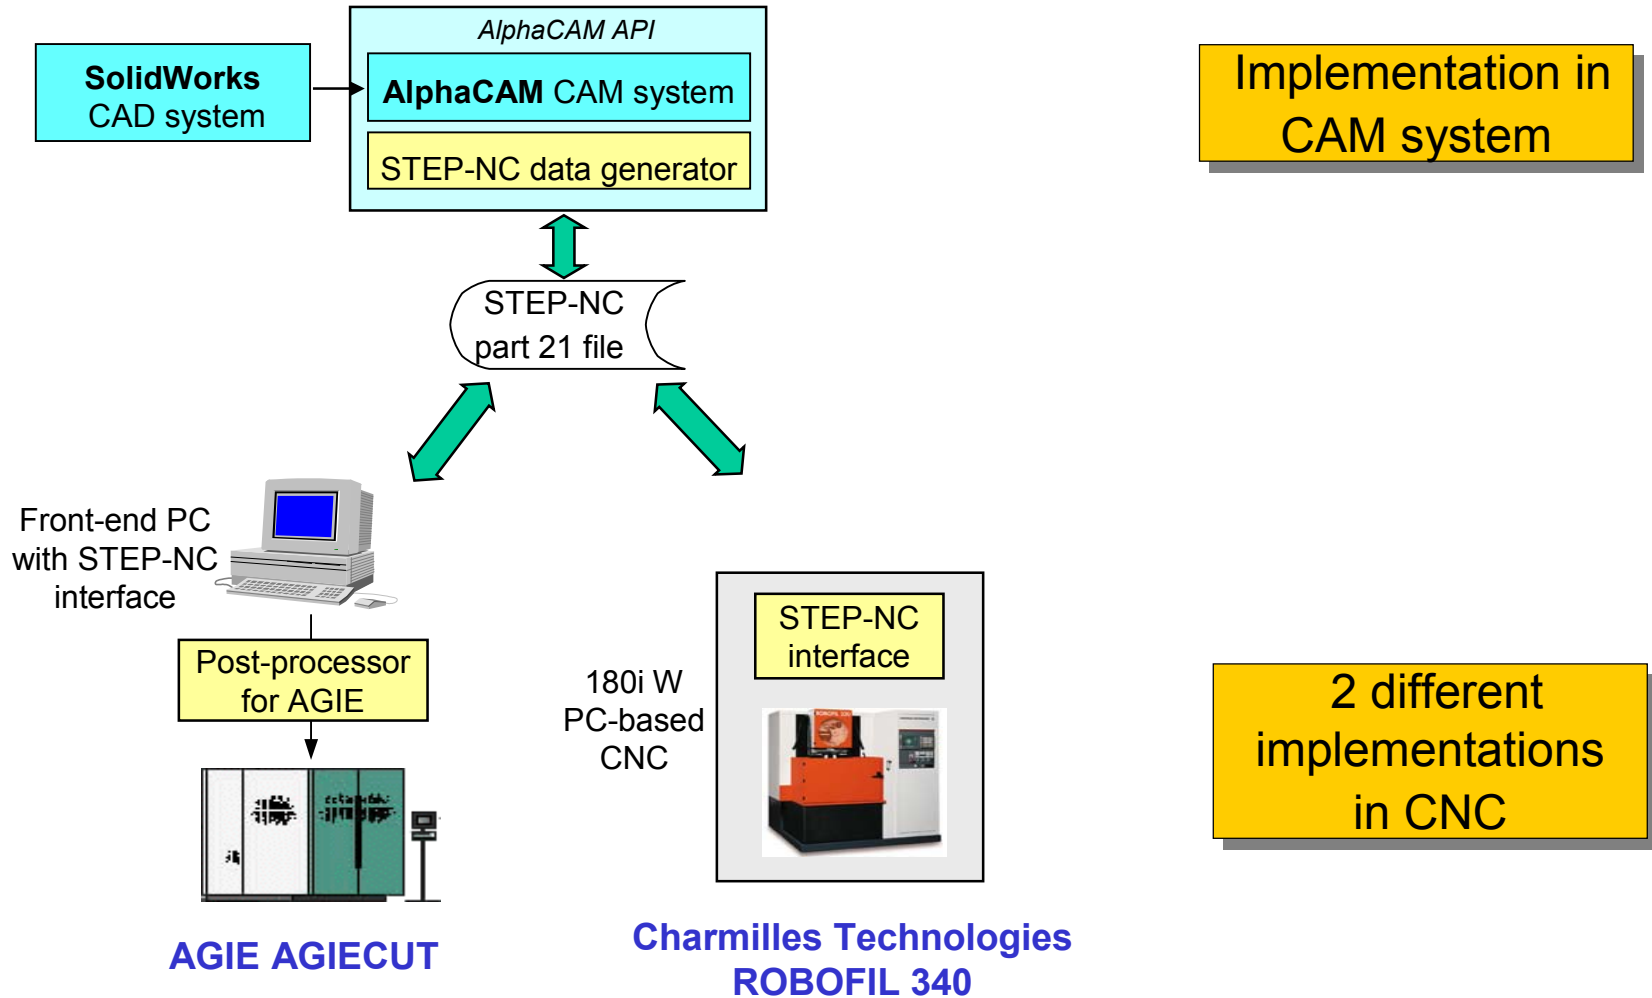 AlphaCAM API
SolidWorks
CAD system
AlphaCAM CAM system
STEP-NC data generator
Implementation in
CAM system
STEP-NC
part 21 file
Front-end PC
with STEP-NC
interface
Post-processor
for AGIE
STEP-NC
interface
180i W
PC-based
CNC
2 different
implementations
in CNC
AGIE AGIECUT
Charmilles Technologies
ROBOFIL 340